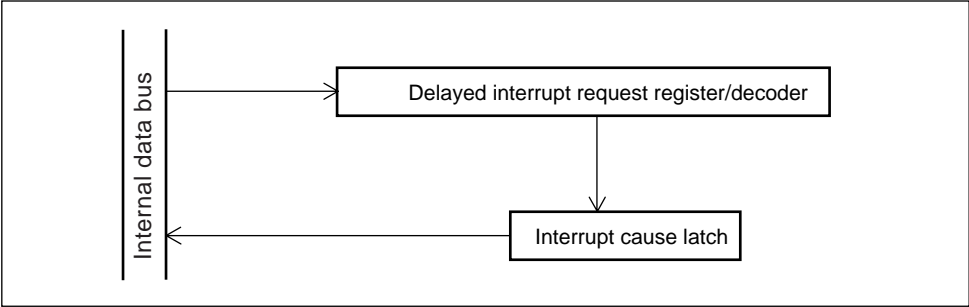 Internal data bus
Delayed interrupt request register/decoder
Interrupt cause latch